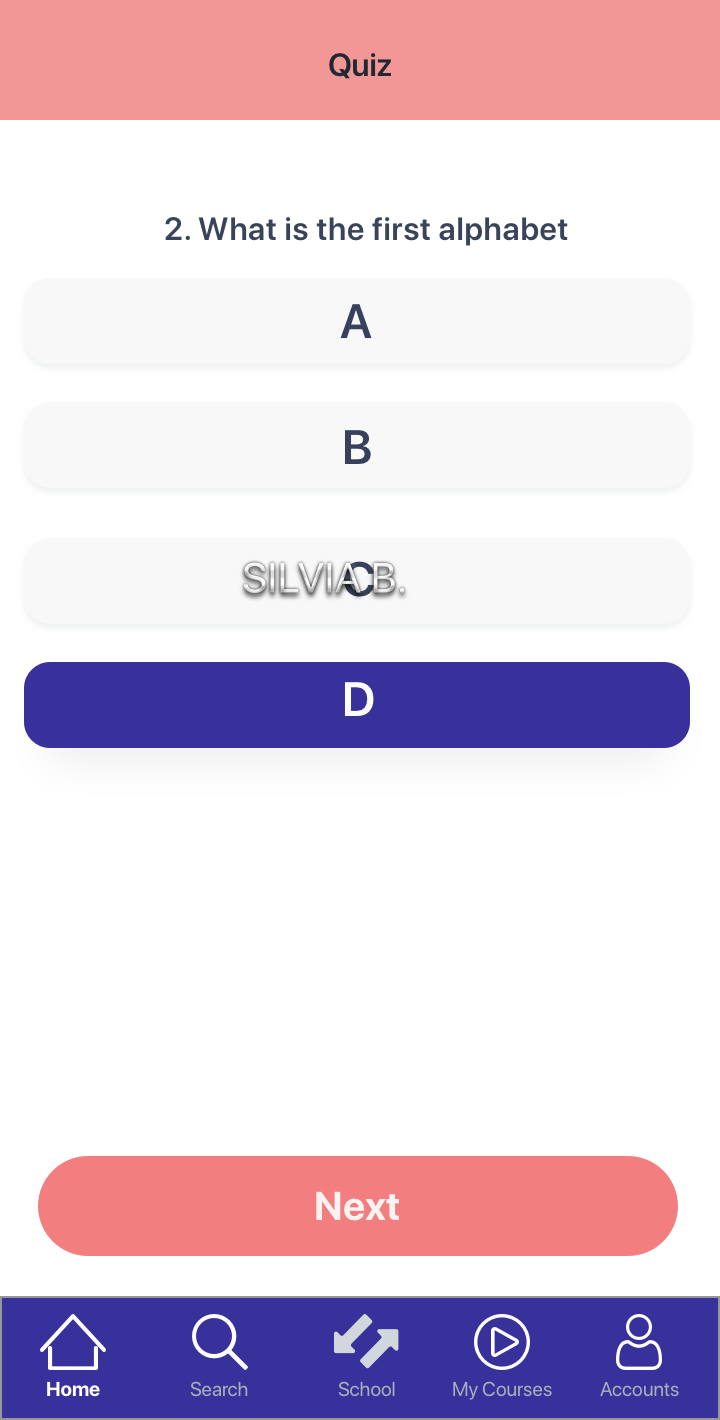 Quiz
2. What is the first alphabet
A
B
C
SILVIA B.
D
Next
Home
Search
School
My Courses
Accounts